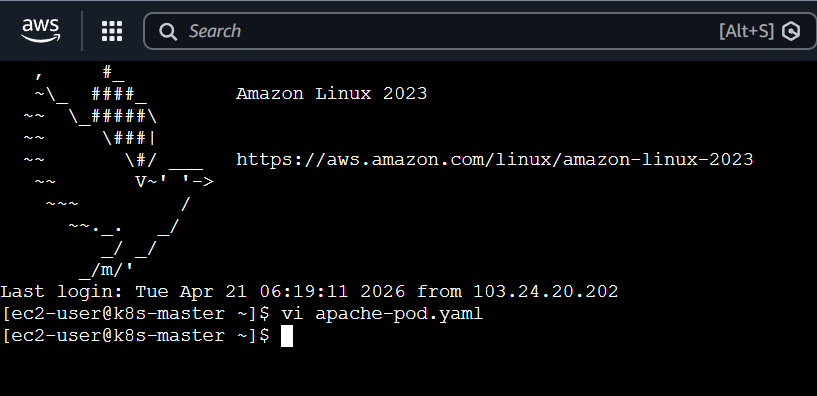 aws
Search [Alt+S]
   ,     #_
   ~\_  ####_        Amazon Linux 2023
  ~~  \_#####\
  ~~     \###|
  ~~       \#/ ___   https://aws.amazon.com/linux/amazon-linux-2023
   ~~       V~' '->
    ~~~         /
      ~~._.   _/
         _/ _/
       _/m/'
Last login: Tue Apr 21 06:19:11 2026 from 103.24.20.202
[ec2-user@k8s-master ~]$ vi apache-pod.yaml
[ec2-user@k8s-master ~]$